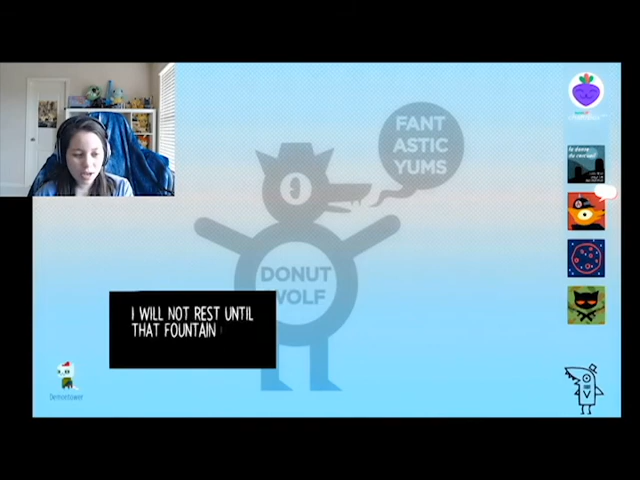 FANT
ASTIC
YUMS
DONUT
WOLF
I WILL NOT REST UNTIL
THAT FOUNTAIN
Demontower